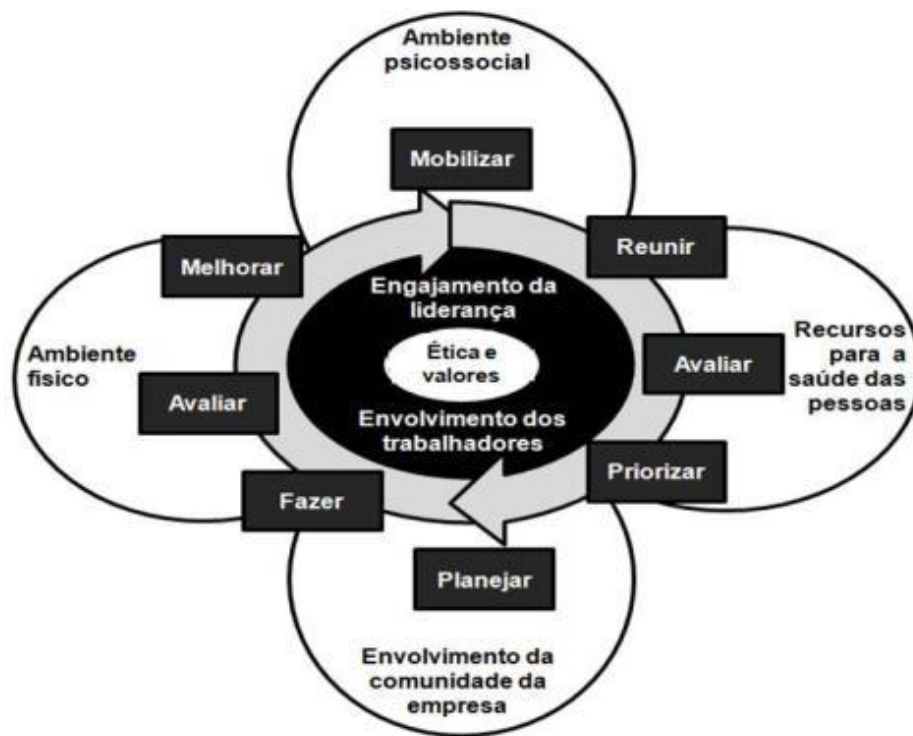 Ambiente
psicossocial
Mobilizar
Reunir
Melhorar
Engajamento da
liderança
Ética e
valores
Envolvimento dos
trabalhadores
Recursos
para a
saúde das
pessoas
Avaliar
Ambiente
fisico
Avaliar
Priorizar
Fazer
Planejar
Envolvimento da
comunidade da
empresa